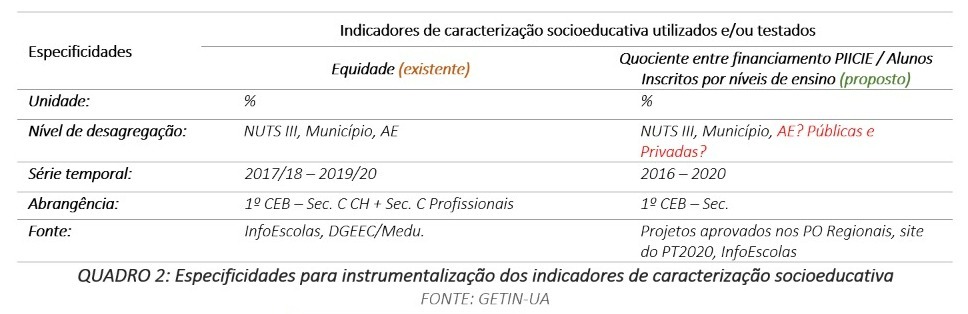 Indicadores de caracterização socioeducativa utilizados e/ou testados
Especificidades
Equidade (existente)
Quociente entre financiamento PIICIE / Alunos
Inscritos por níveis de ensino (proposto)
Unidade: % %
Nível de desagregação: NUTS III, Município, AE NUTS III, Município, AE? Públicas e
Privadas?
Série temporal: 2017/18 – 2019/20 2016 – 2020
Abrangência: 1º CEB – Sec. C CH + Sec. C Profissionais 1º CEB – Sec.
Fonte: InfoEscolas, DGEEC/Medu. Projetos aprovados nos PO Regionais, site
do PT2020, InfoEscolas
QUADRO 2: Especificidades para instrumentalização dos indicadores de caracterização socioeducativa
FONTE: GETIN-UA